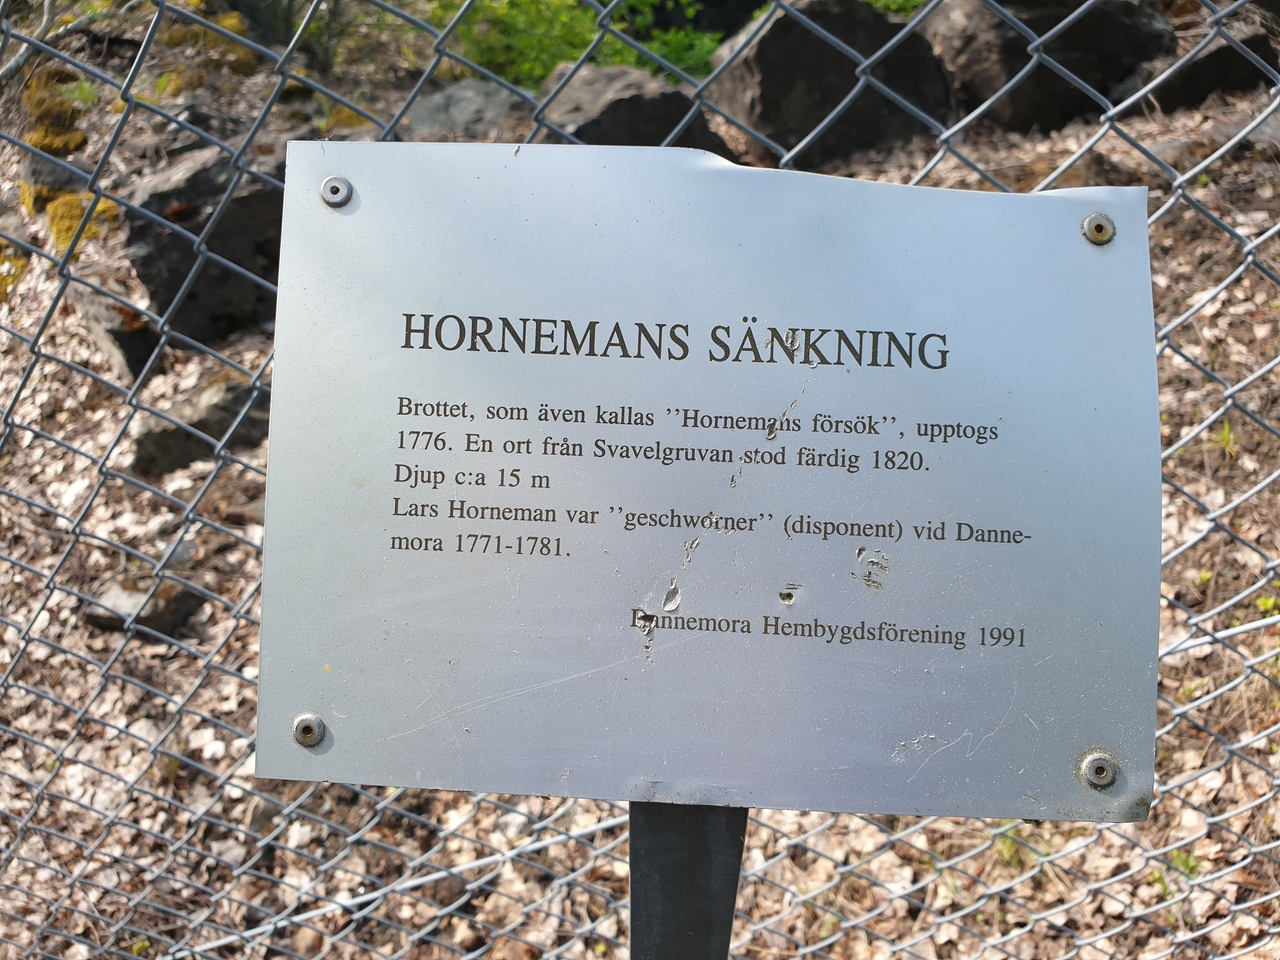 HORNEMANS SÄNKNING
Brottet, som även kallas ''Hornemans försök'', upptogs
1776. En ort från Svavelgruvan stod färdig 1820.
Djup c:a 15 m
Lars Horneman var ''geschworner'' (disponent) vid Danne-
mora 1771-1781.
Dannemora Hembygdsförening 1991